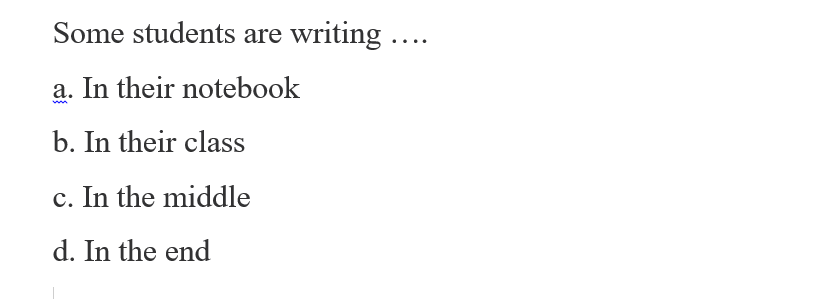 Some students are writing ….
a. In their notebook
b. In their class
c. In the middle
d. In the end